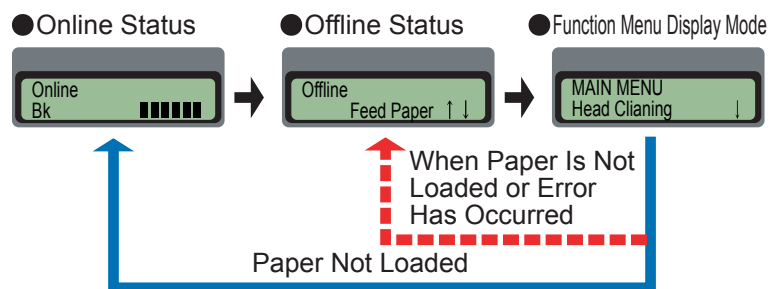 ●Online Status
●Offline Status
●Function Menu Display Mode
Online
Bk
Offline
Feed Paper ↑↓
MAIN MENU
Head Clianing ↓
When Paper Is Not
Loaded or Error
Has Occurred
Paper Not Loaded